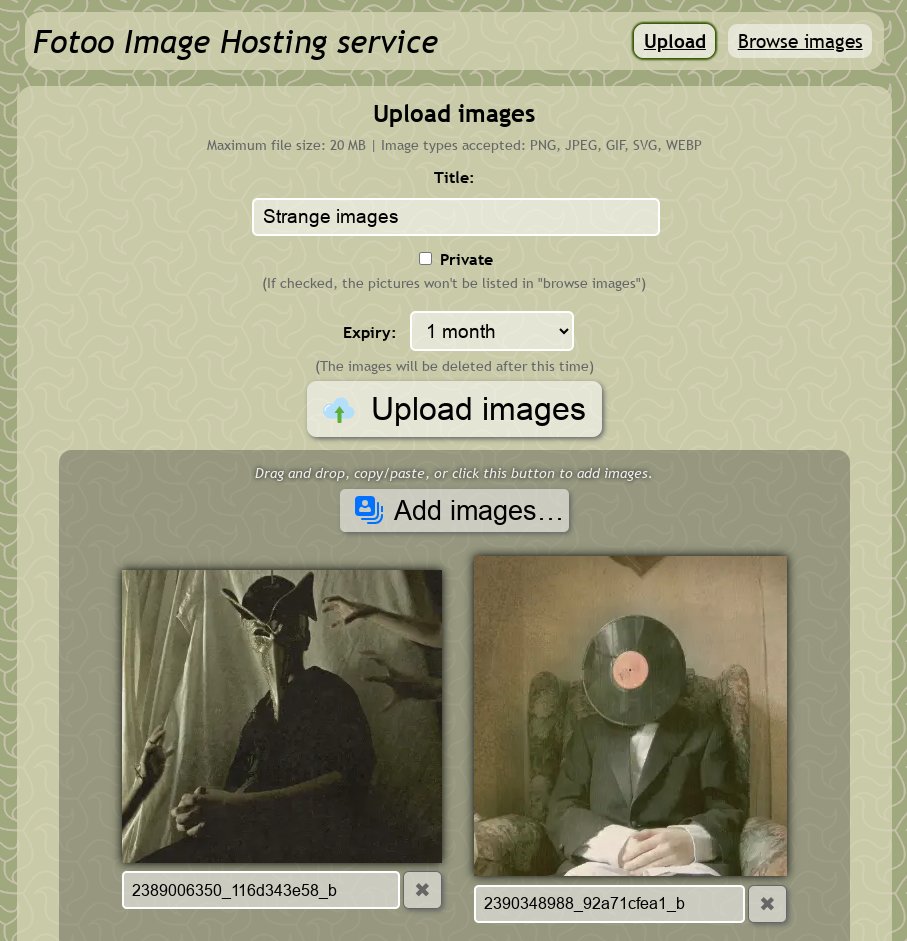 Fotoo Image Hosting service
Upload
Browse images
Upload images
Maximum file size: 20 MB | Image types accepted: PNG, JPEG, GIF, SVG, WEBP
Title:
Strange images
Private
(If checked, the pictures won't be listed in "browse images")
Expiry:
1 month
(The images will be deleted after this time)
Upload images
Drag and drop, copy/paste, or click this button to add images.
Add images…
2389006350_116d343e58_b
✖
2390348988_92a71cfea1_b
✖